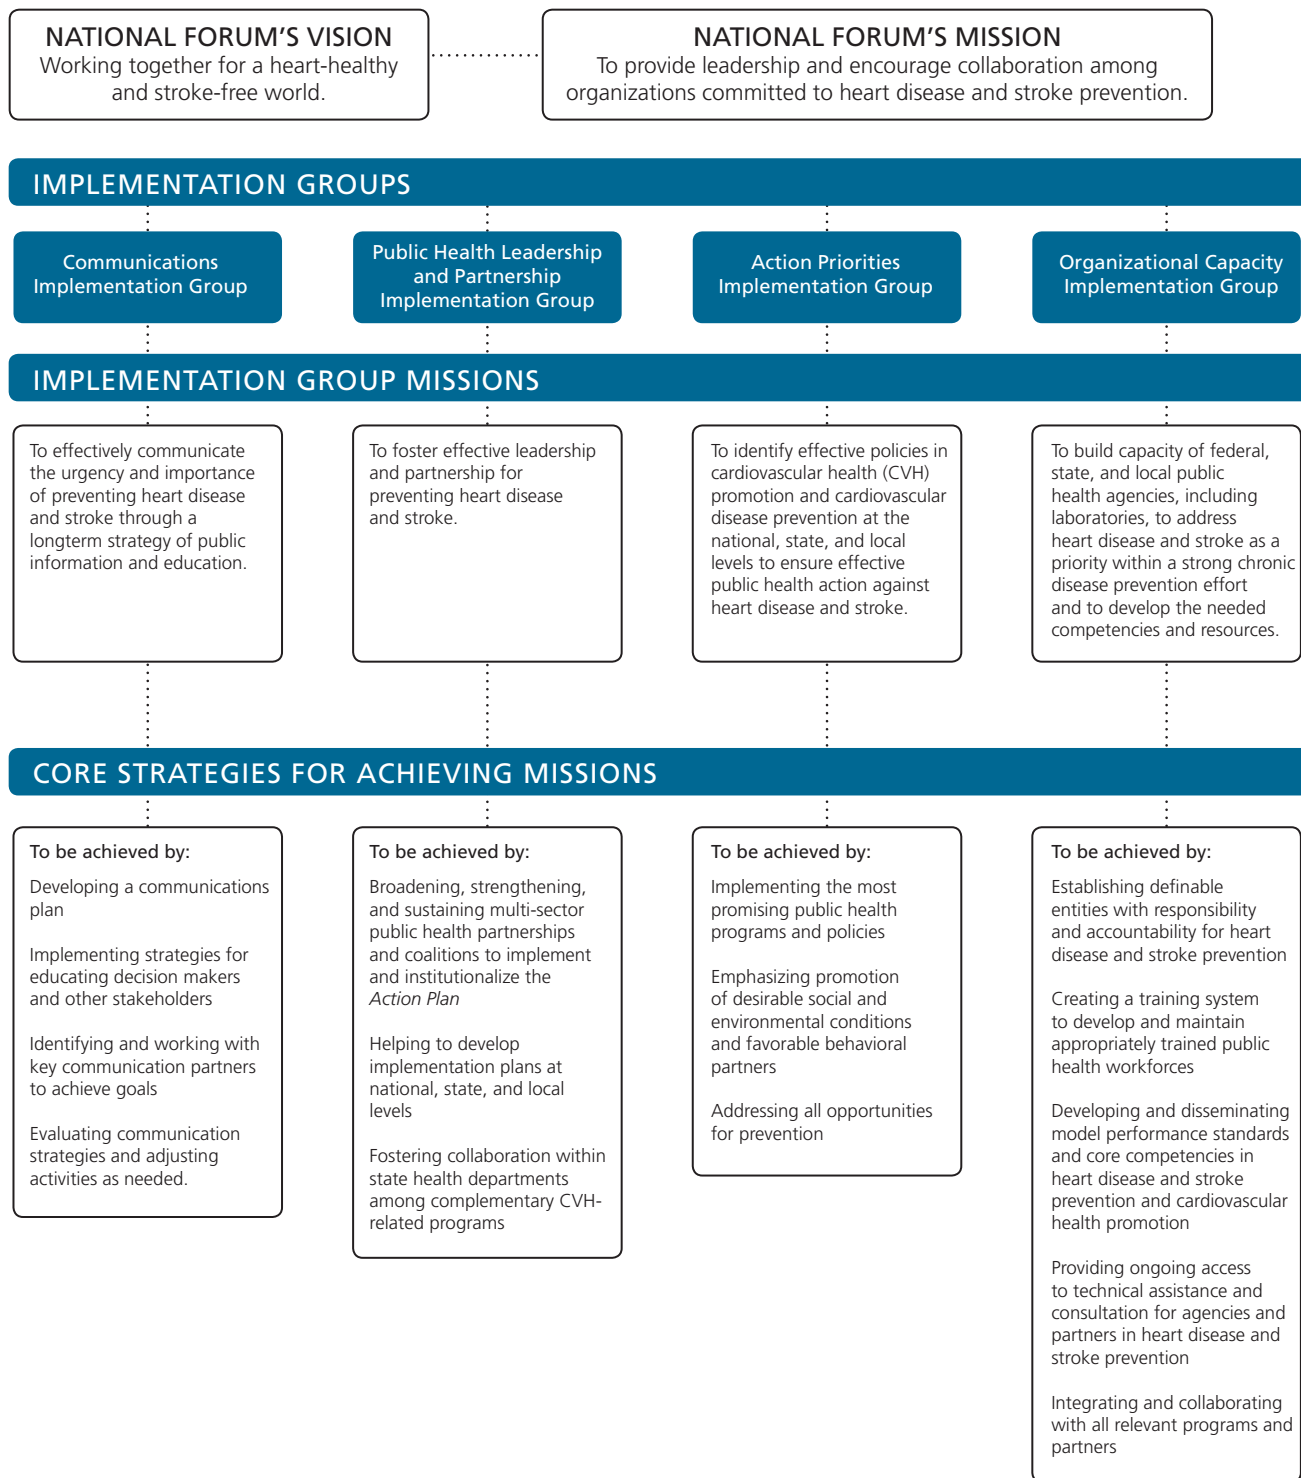 NATIONAL FORUM'S VISION
Working together for a heart-healthy
and stroke-free world.
NATIONAL FORUM'S MISSION
To provide leadership and encourage collaboration among
organizations committed to heart disease and stroke prevention.
IMPLEMENTATION GROUPS
Communications
Implementation Group
Public Health Leadership
and Partnership
Implementation Group
Action Priorities
Implementation Group
Organizational Capacity
Implementation Group
IMPLEMENTATION GROUP MISSIONS
To effectively communicate
the urgency and importance
of preventing heart disease
and stroke through a
longterm strategy of public
information and education.
To foster effective leadership
and partnership for
preventing heart disease
and stroke.
To identify effective policies in
cardiovascular health (CVH)
promotion and cardiovascular
disease prevention at the
national, state, and local
levels to ensure effective
public health action against
heart disease and stroke.
To build capacity of federal,
state, and local public
health agencies, including
laboratories, to address
heart disease and stroke as a
priority within a strong chronic
disease prevention effort
and to develop the needed
competencies and resources.
CORE STRATEGIES FOR ACHIEVING MISSIONS
To be achieved by:
Developing a communications
plan
Implementing strategies for
educating decision makers
and other stakeholders
Identifying and working with
key communication partners
to achieve goals
Evaluating communication
strategies and adjusting
activities as needed.
To be achieved by:
Broadening, strengthening,
and sustaining multi-sector
public health partnerships
and coalitions to implement
and institutionalize the
Action Plan
Helping to develop
implementation plans at
national, state, and local
levels
Fostering collaboration within
state health departments
among complementary CVH-
related programs
To be achieved by:
Implementing the most
promising public health
programs and policies
Emphasizing promotion
of desirable social and
environmental conditions
and favorable behavioral
partners
Addressing all opportunities
for prevention
To be achieved by:
Establishing definable
entities with responsibility
and accountability for heart
disease and stroke prevention
Creating a training system
to develop and maintain
appropriately trained public
health workforces
Developing and disseminating
model performance standards
and core competencies in
heart disease and stroke
prevention and cardiovascular
health promotion
Providing ongoing access
to technical assistance and
consultation for agencies and
partners in heart disease and
stroke prevention
Integrating and collaborating
with all relevant programs and
partners